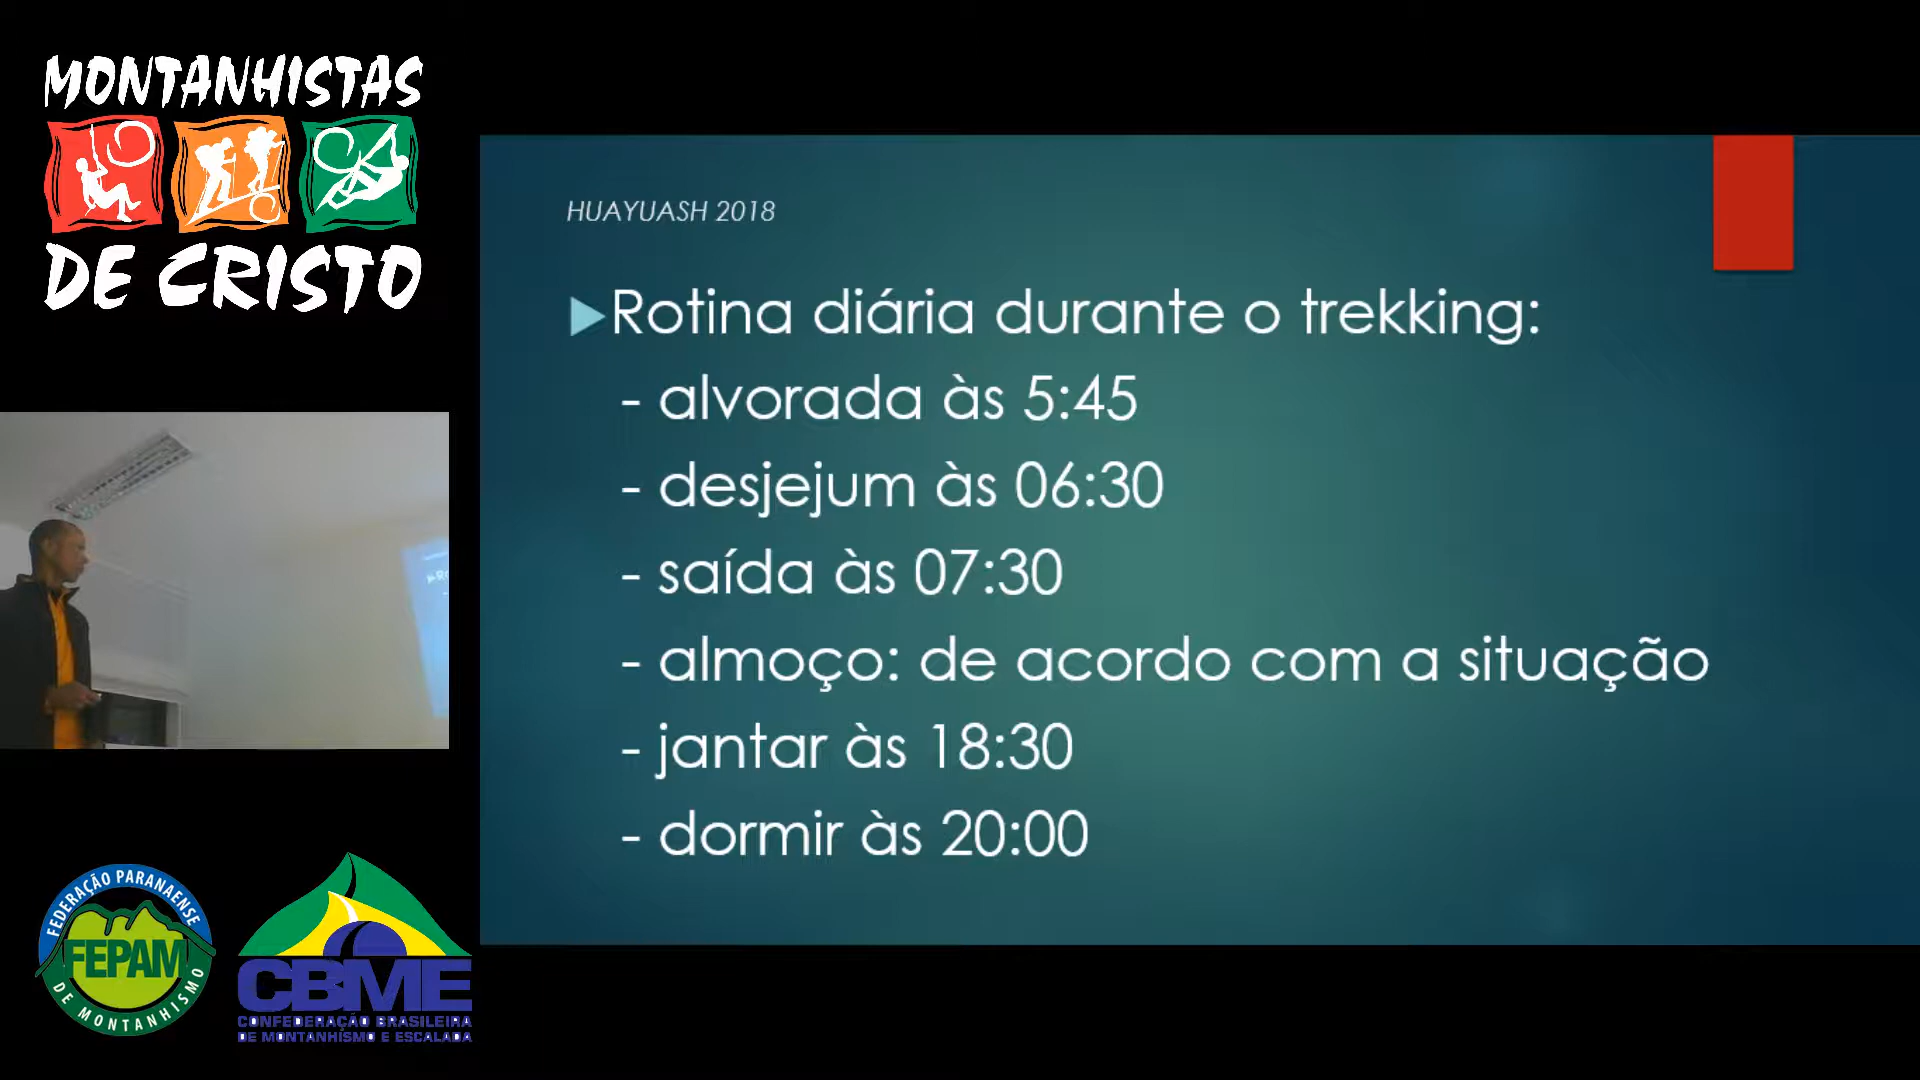 MONTANHISTAS
DE CRISTO
HUAYUASH 2018
Rotina diária durante o trekking:
- alvorada às 5:45
- desjejum às 06:30
- saída às 07:30
- almoço: de acordo com a situação
- jantar às 18:30
- dormir às 20:00
FEDERAÇÃO PARANAENSE
FEPAM
DE MONTANHISMO
CBME
CONFEDERAÇÃO BRASILEIRA
DE MONTANHISMO E ESCALADA